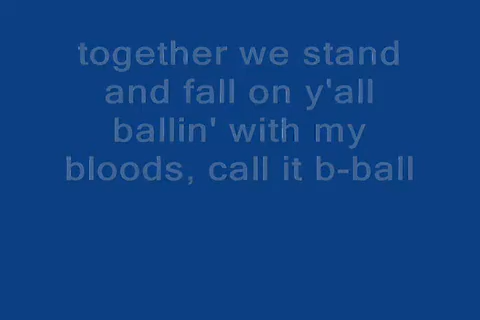 together we stand
and fall on y'all
ballin' with my
bloods, call it b-ball